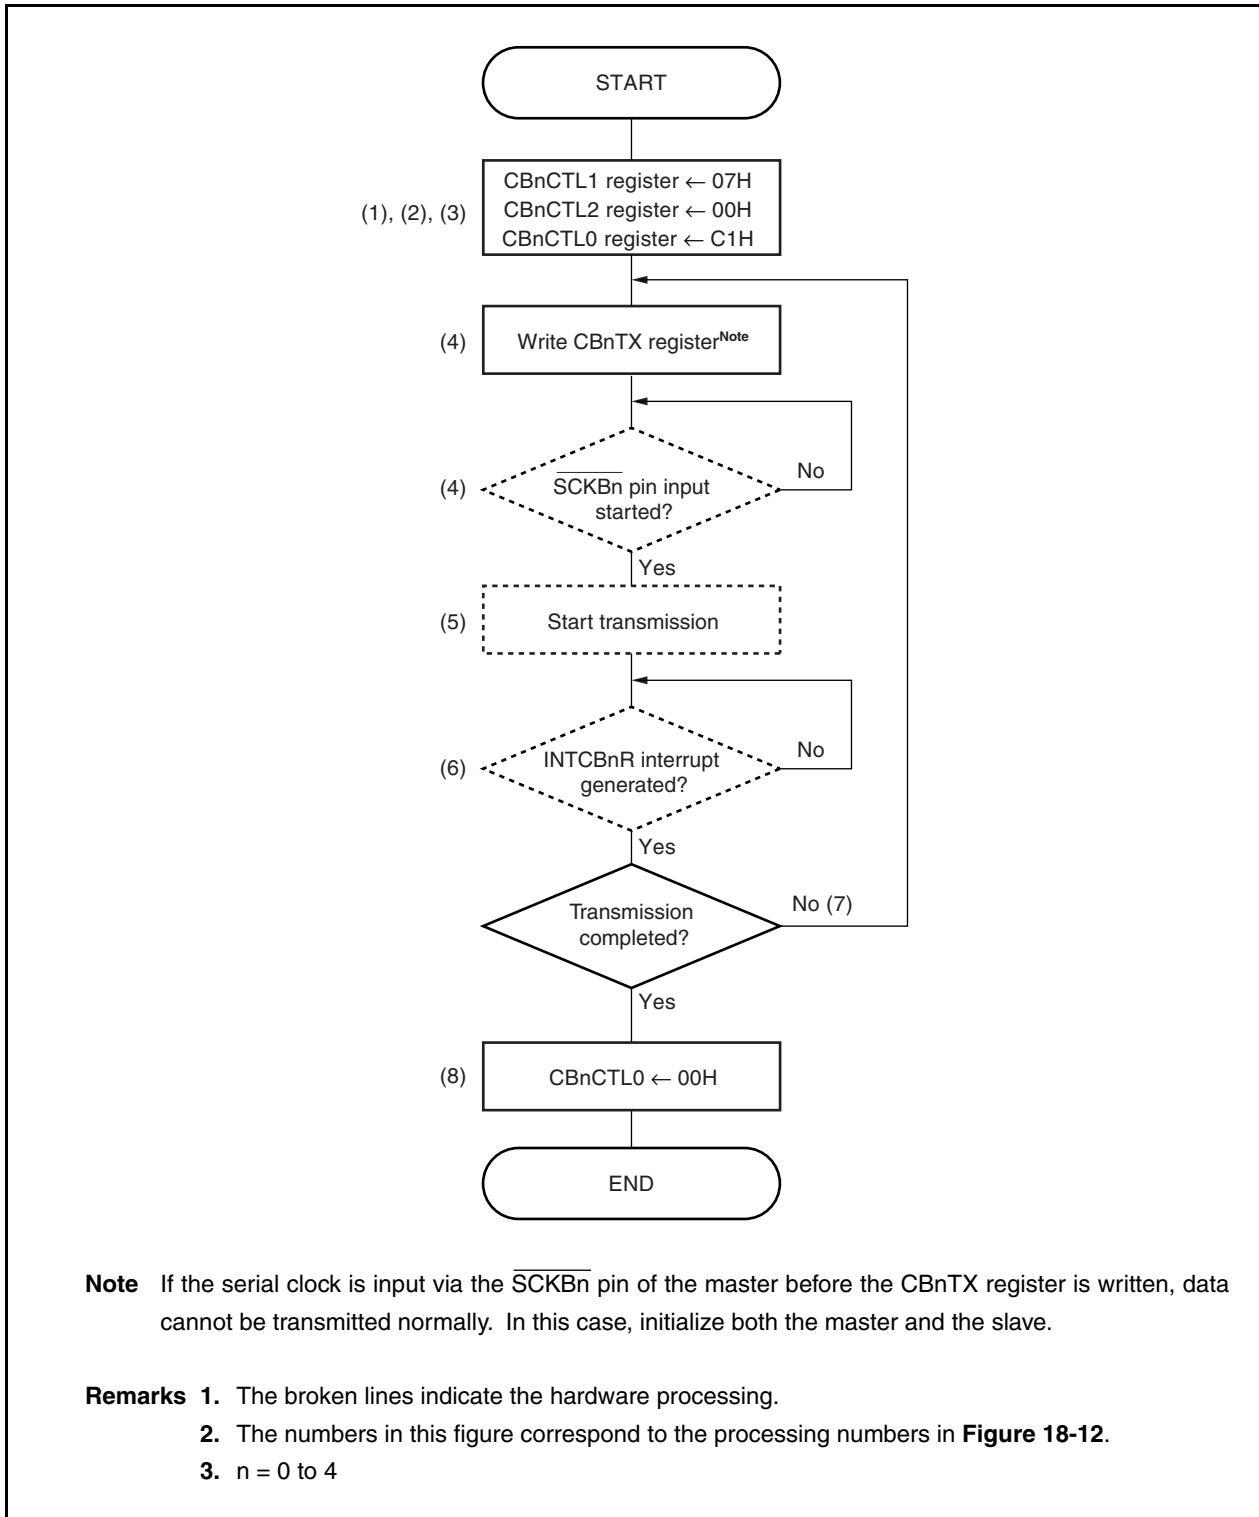 START
(1), (2), (3)
CBnCTL1 register ← 07H
CBnCTL2 register ← 00H
CBnCTL0 register ← C1H
(4)
Write CBnTX registerNote
(4)
SCKBn pin input
started?
No
Yes
(5)
Start transmission
(6)
INTCBnR interrupt
generated?
No
Yes
Transmission
completed?
No (7)
Yes
(8)
CBnCTL0 ← 00H
END
Note If the serial clock is input via the SCKBn pin of the master before the CBnTX register is written, data
cannot be transmitted normally. In this case, initialize both the master and the slave.
Remarks 1. The broken lines indicate the hardware processing.
2. The numbers in this figure correspond to the processing numbers in Figure 18-12.
3. n = 0 to 4